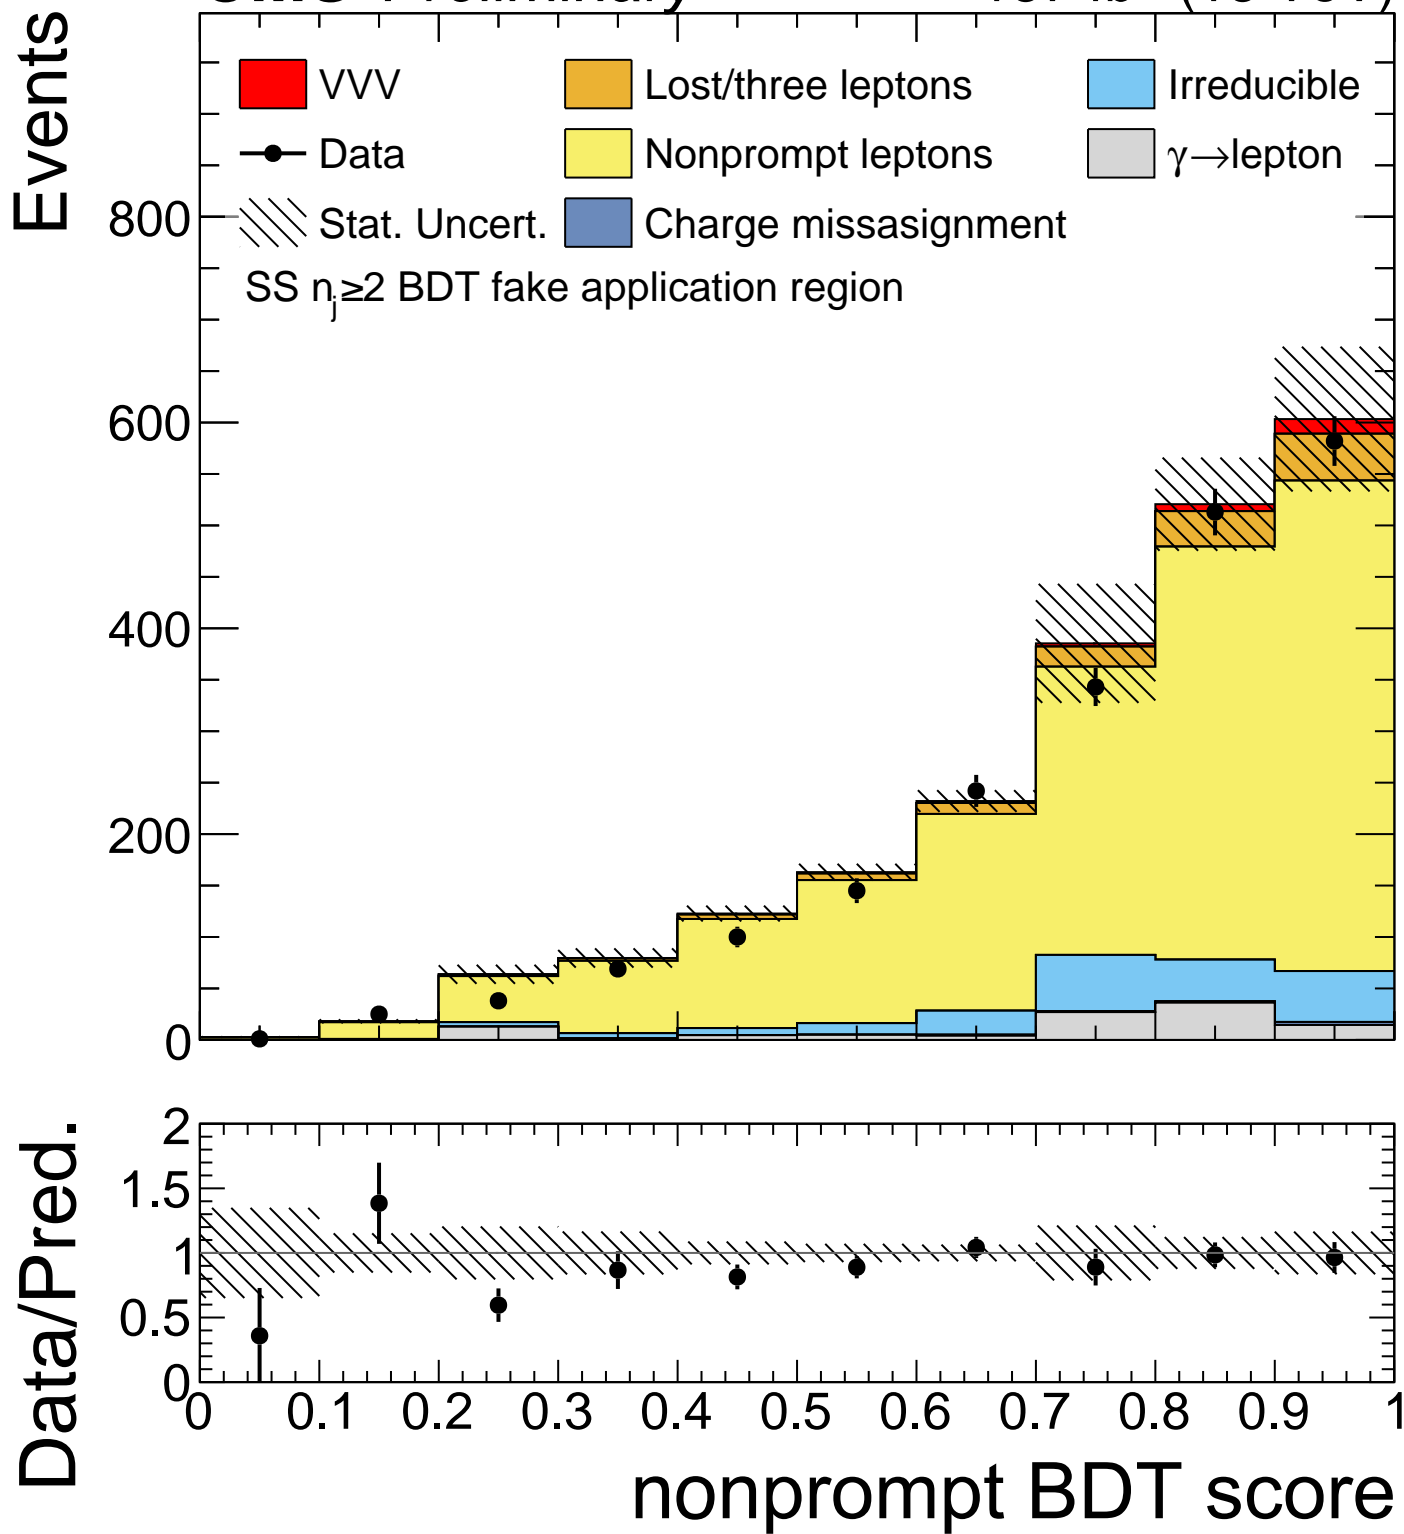 Preliminary
Events
VVV
Lost/three leptons
Irreducible
Data
Nonprompt leptons
γ→lepton
Stat. Uncert.
Charge missasignment
SS nj≥2 BDT fake application region
800
600
400
200
0
Data/Pred.
2
1.5
1
0.5
0
0 0.1 0.2 0.3 0.4 0.5 0.6 0.7 0.8 0.9 1
nonprompt BDT score